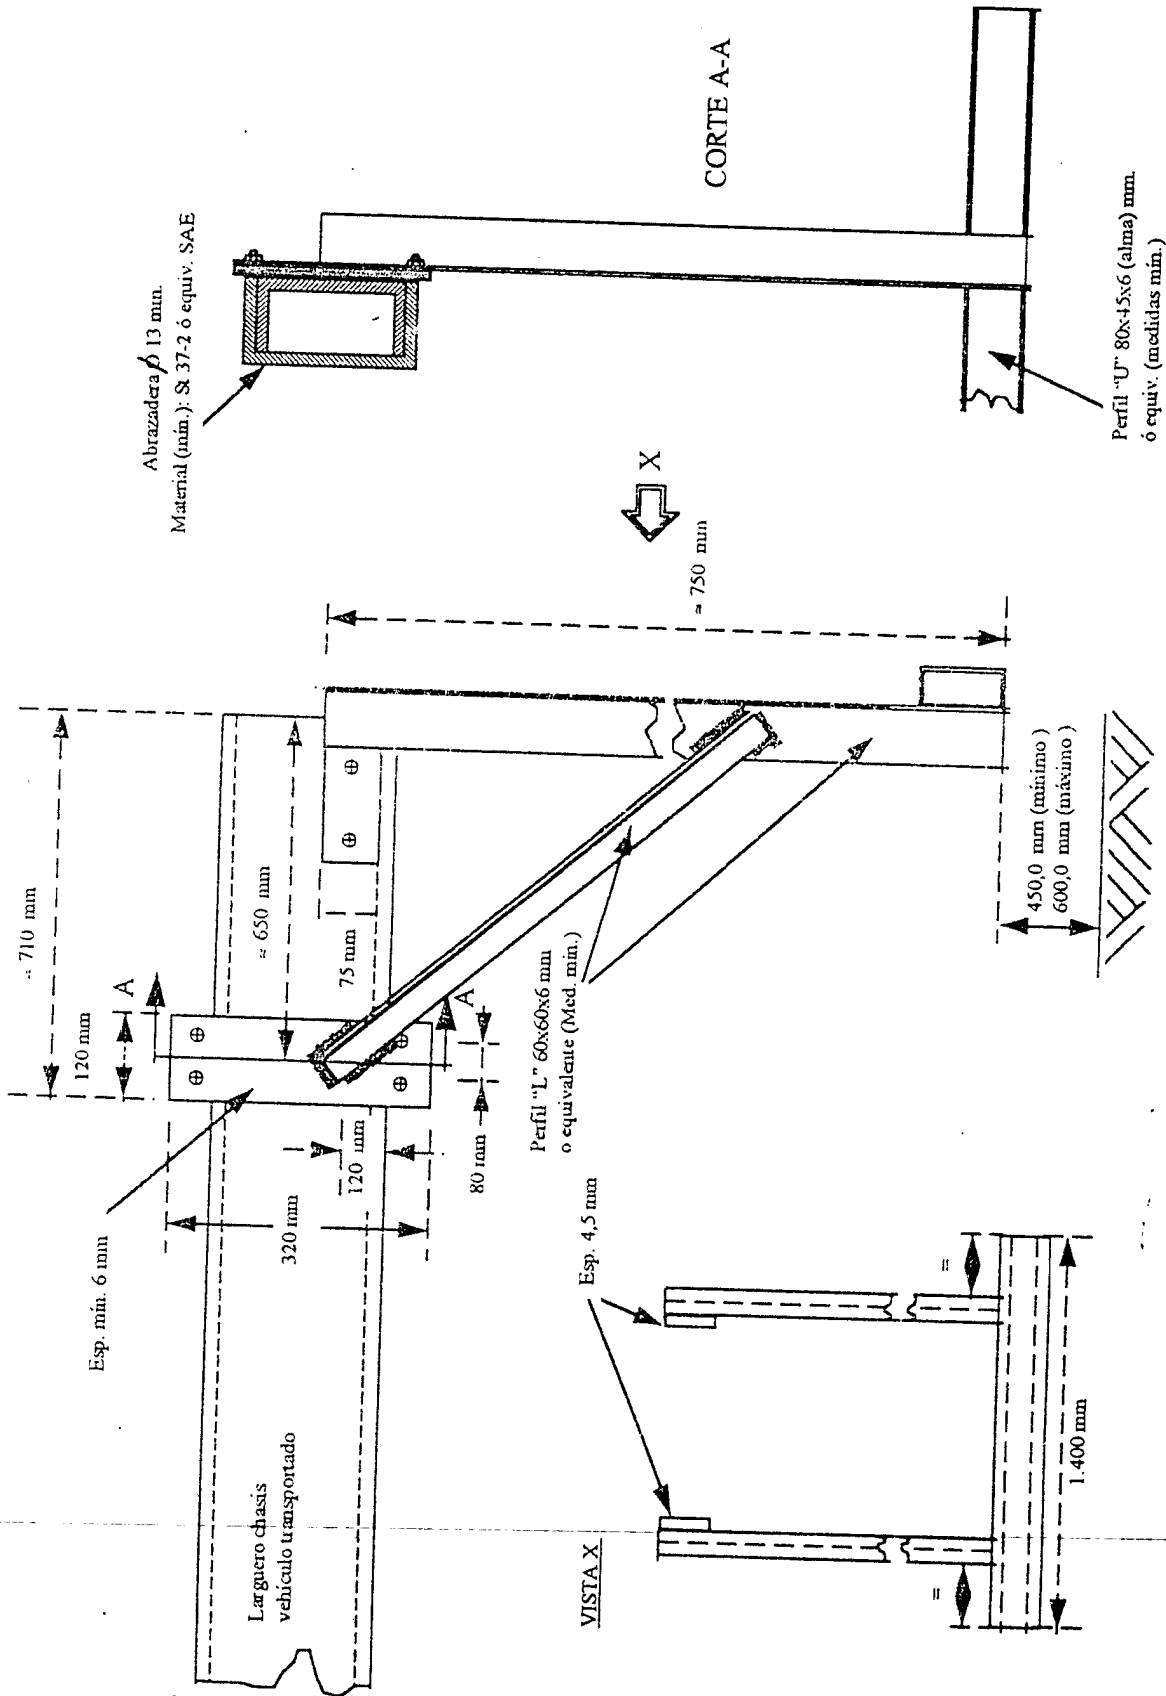 Abrazadera Ø 13 mm.
Material (mín.): St 37-2 ó equiv. SAE
CORTE A-A
Perfil "U" 80x45x6 (alma) mm.
ó equiv. (medidas mín.)
X
≈ 710 mm
120 mm
A
≈ 650 mm
75 mm
A
≈ 750 mm
Esp. mín. 6 mm
320 mm
120 mm
80 mm
Perfil "L" 60x60x6 mm
o equivalente (Med. mín.)
450,0 mm (mínimo)
600,0 mm (máximo)
Larguero chasis
vehículo transportado
VISTA X
Esp. 4,5 mm
=
=
1.400 mm